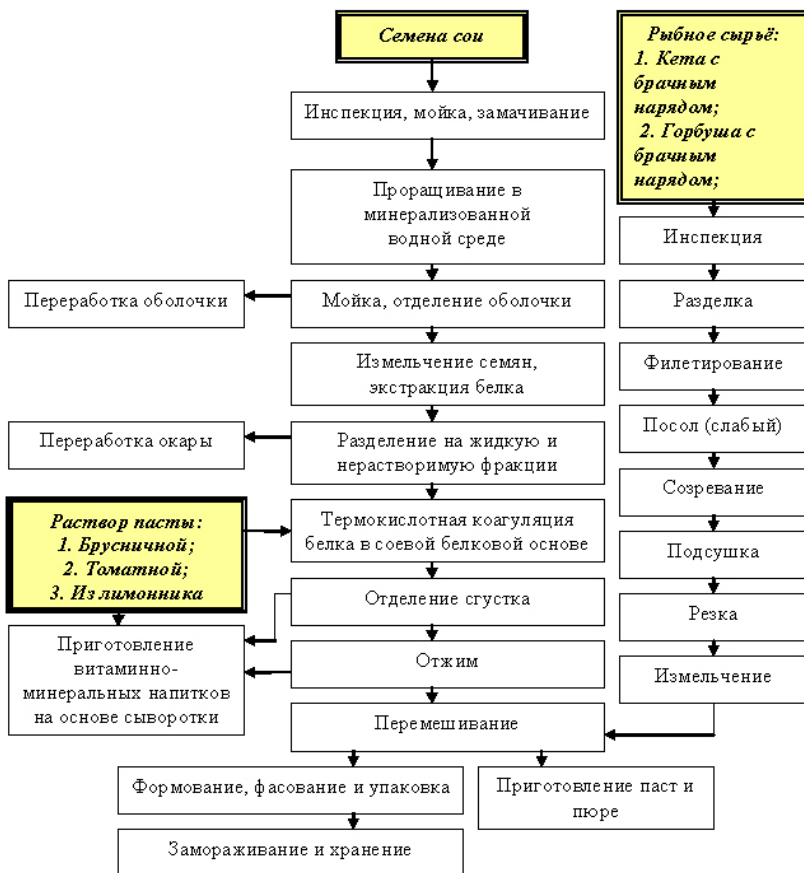 Семена сои
Инспекция, мойка, замачивание
Проращивание в
минерализованной
водной среде
Переработка оболочки
Мойка, отделение оболочки
Измельчение семян,
экстракция белка
Переработка окары
Разделение на жидкую и
нерастворимую фракции
Раствор пасты:
1. Брусничной;
2. Томатной;
3. Из лимонника
Термокислотная коагуляция
белка в соевой белковой основе
Отделение сгустка
Приготовление
витаминно-
минеральных напитков
на основе сыворотки
Отжим
Рыбное сырьё:
1. Кета с
брачным
нарядом;
2. Горбуша с
брачным
нарядом;
Инспекция
Разделка
Филетирование
Посол (слабый)
Созревание
Подсушка
Резка
Измельчение
Перемешивание
Формование, фасование и упаковка
Приготовление паст и
пюре
Замораживание и хранение